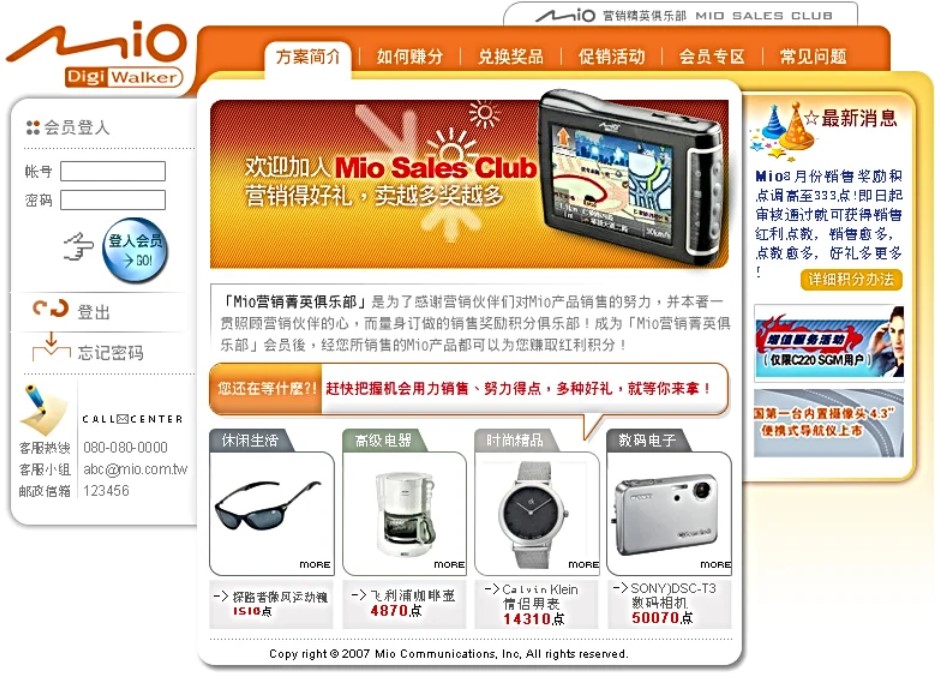 Mio 营销精英俱乐部 MIO SALES CLUB
Mio
Digi Walker
方案简介 | 如何赚分 | 兑换奖品 | 促销活动 | 会员专区 | 常见问题
会员登入
帐号
密码
登入会员
->GO!
登出
忘记密码
CALL CENTER
客服热线 080-080-0000
客服小组 abc@mio.com.tw
邮政信箱 123456
欢迎加入 Mio Sales Club
营销得好礼，卖越多奖越多
「Mio营销菁英俱乐部」是为了感谢营销伙伴们对Mio产品销售的努力，并本著一
贯照顾营销伙伴的心，而量身订做的销售奖励积分俱乐部！成为「Mio营销菁英俱
乐部」会员後，经您所销售的Mio产品都可以为您赚取红利积分！
您还在等什麽?! 赶快把握机会用力销售、努力得点，多种好礼，就等你来拿！
休闲生活
高级电器
时尚精品
数码电子
MORE
MORE
MORE
MORE
->探路者像风运动镜
点
->飞利浦咖啡壶
4870点
->Calvin Klein
情侣男表
14310点
->SONY)DSC-T3
数码相机
50070点
☆最新消息
Mio8月份销售奖励积
点调高至333点!即日起
审核通过就可获得销售
红利点数，销售愈多，
点数愈多，好礼多更多
!
详细积分办法
增值服务活动
（仅限C220 SGM用户）
国第一台内置摄像头4.3"
便携式导航仪上市
Copy right © 2007 Mio Communications, Inc, All rights reserved.